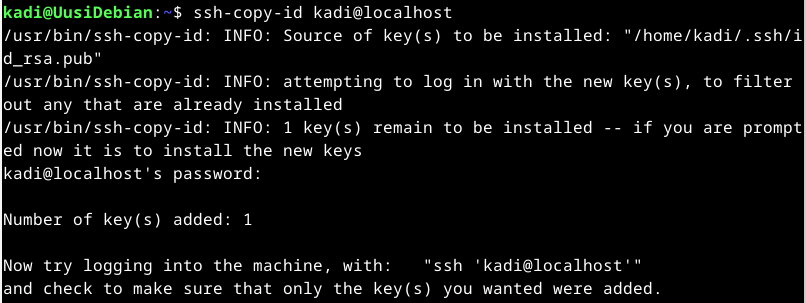 kadi@UusiDebian:~$ ssh-copy-id kadi@localhost
/usr/bin/ssh-copy-id: INFO: Source of key(s) to be installed: "/home/kadi/.ssh/i
d_rsa.pub"
/usr/bin/ssh-copy-id: INFO: attempting to log in with the new key(s), to filter
out any that are already installed
/usr/bin/ssh-copy-id: INFO: 1 key(s) remain to be installed -- if you are prompt
ed now it is to install the new keys
kadi@localhost's password:
Number of key(s) added: 1
Now try logging into the machine, with:   "ssh 'kadi@localhost'"
and check to make sure that only the key(s) you wanted were added.